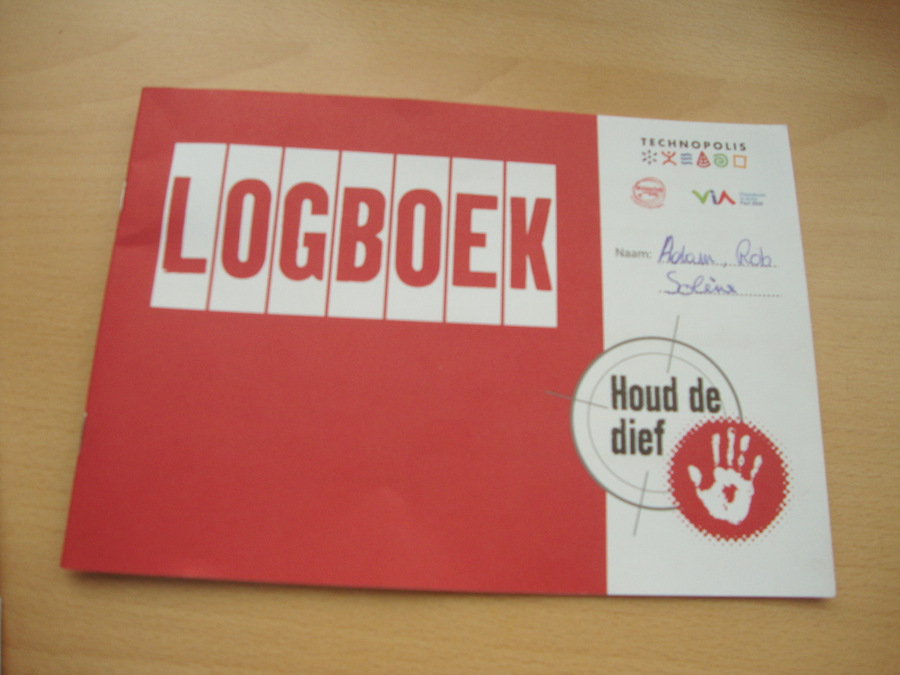 LOGBOEK
TECHNOPOLIS
ViA
Naam: Adam, Rob
Solène
Houd de
dief